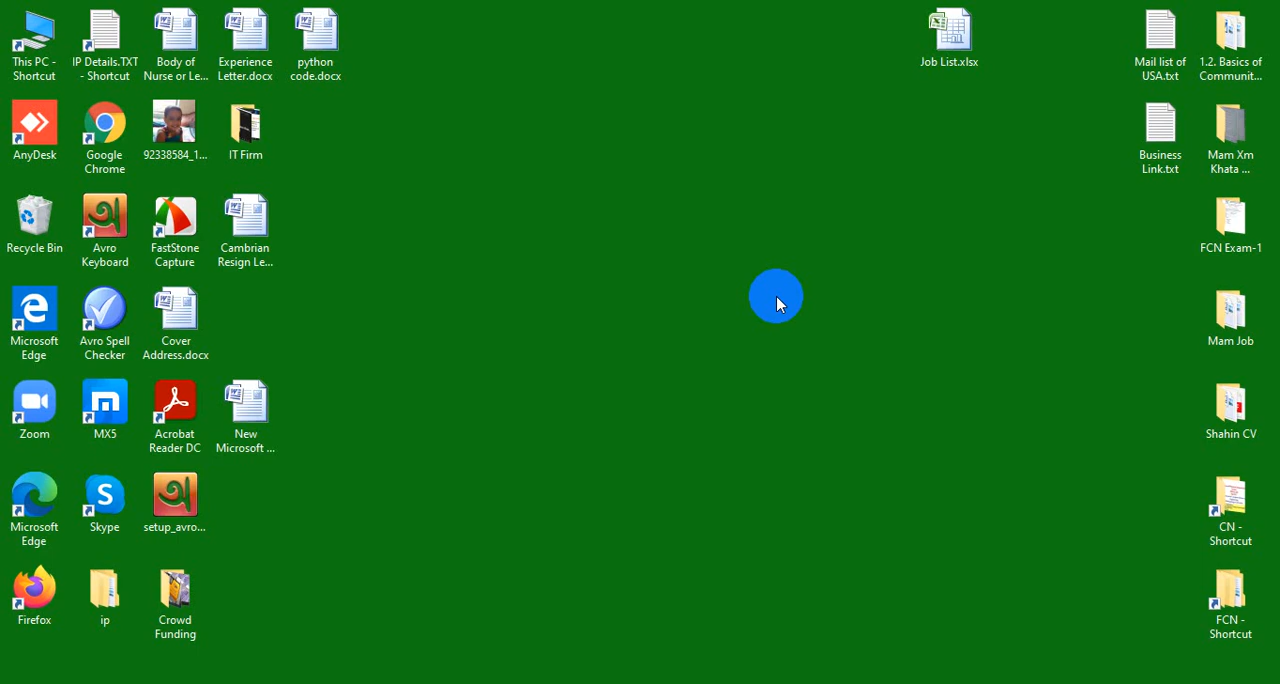 This PC -
Shortcut
IP Details.TXT
- Shortcut
Body of
Nurse or Le...
Experience
Letter.docx
python
code.docx
Job List.xlsx
Mail list of
USA.txt
1.2. Basics of
Communit...
AnyDesk
Google
Chrome
92338584_1...
IT Firm
Business
Link.txt
Mam Xm
Khata ...
Recycle Bin
Avro
Keyboard
FastStone
Capture
Cambrian
Resign Le...
FCN Exam-1
Microsoft
Edge
Avro Spell
Checker
Cover
Address.docx
Mam Job
Zoom
MX5
Acrobat
Reader DC
New
Microsoft ...
Shahin CV
Microsoft
Edge
Skype
setup_avro...
CN -
Shortcut
Firefox
ip
Crowd
Funding
FCN -
Shortcut